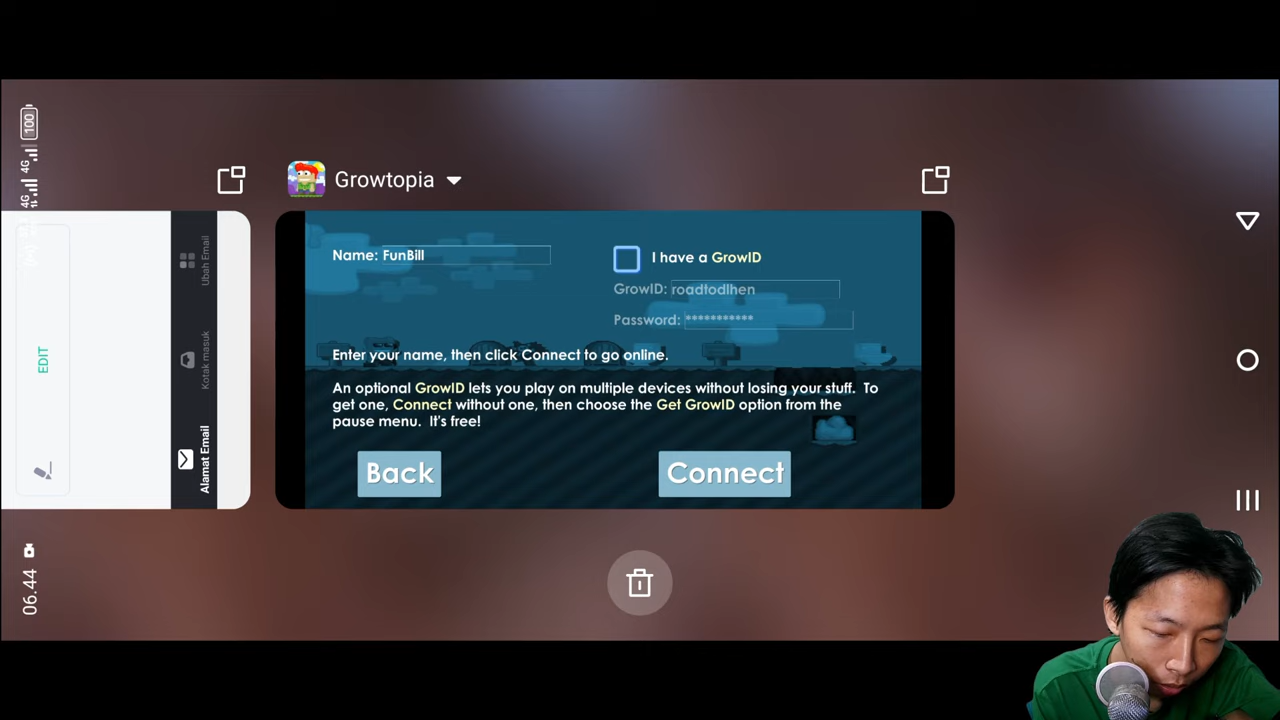 100
4G
4G
06.44
EDIT
Ubah Email
Kotak masuk
Alamat Email
Growtopia
Name: FunBill
I have a GrowID
GrowID: roadtodlhen
Password: ***********
Enter your name, then click Connect to go online.
An optional GrowID lets you play on multiple devices without losing your stuff. To
get one, Connect without one, then choose the Get GrowID option from the
pause menu. It's free!
Back
Connect